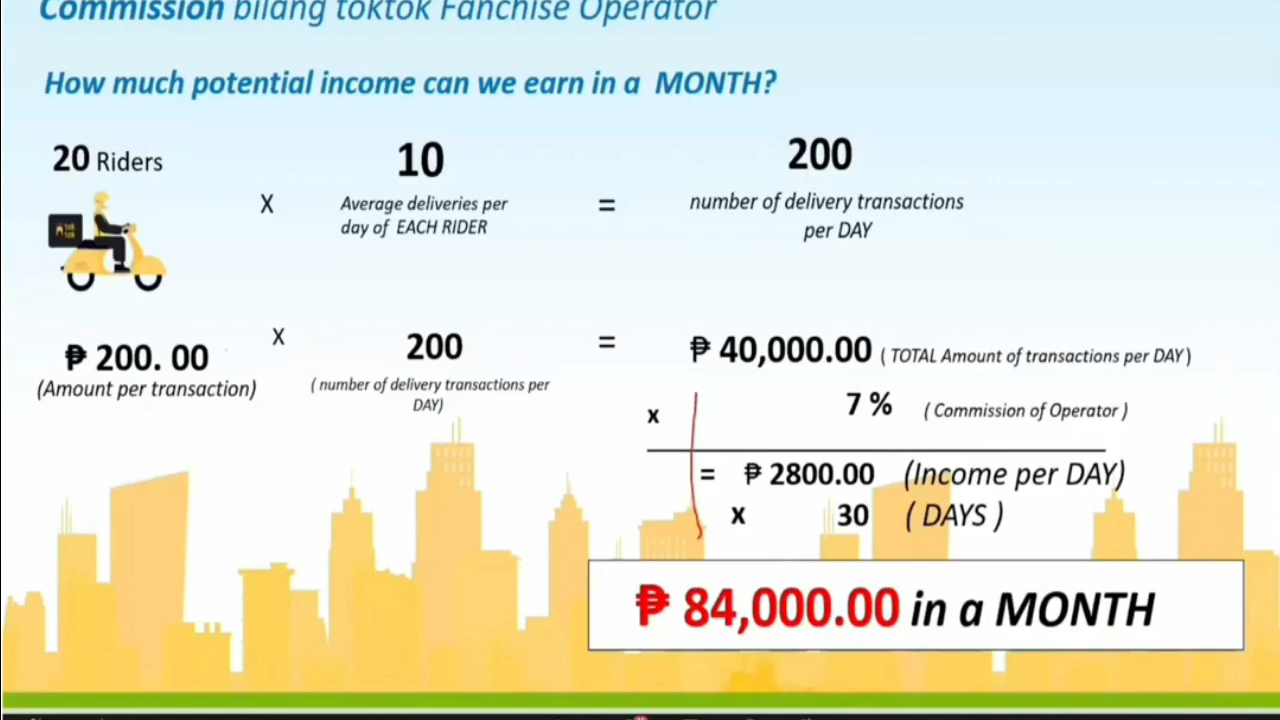 Commission bilang toktok Fanchise Operator
How much potential income can we earn in a MONTH?
20 Riders
X
10
Average deliveries per
day of EACH RIDER
=
200
number of delivery transactions
per DAY
tok
tok
₱ 200. 00
(Amount per transaction)
X
200
( number of delivery transactions per
DAY)
=
₱ 40,000.00 ( TOTAL Amount of transactions per DAY )
x 7 % ( Commission of Operator )
= ₱ 2800.00 (Income per DAY)
x 30 ( DAYS )
₱ 84,000.00 in a MONTH